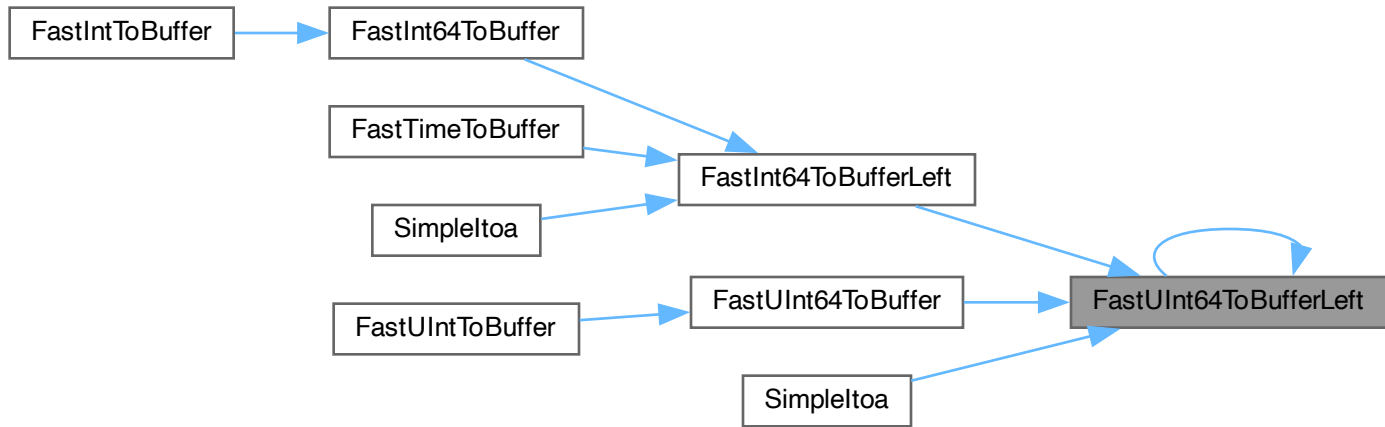 FastIntToBuffer
FastInt64ToBuffer
FastTimeToBuffer
FastInt64ToBufferLeft
SimpleItoa
FastUInt64ToBuffer
FastUInt64ToBufferLeft
FastUIntToBuffer
SimpleItoa